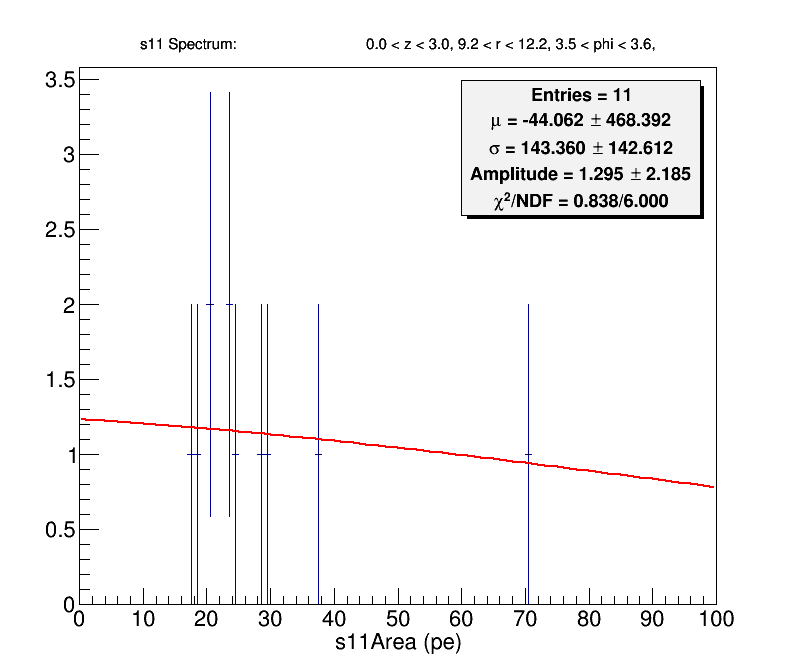 s11 Spectrum: 0.0 < z < 3.0, 9.2 < r < 12.2, 3.5 < phi < 3.6,
Entries = 11
μ = -44.062 ± 468.392
σ = 143.360 ± 142.612
Amplitude = 1.295 ± 2.185
χ²/NDF = 0.838/6.000
3.5
3
2.5
2
1.5
1
0.5
0
0 10 20 30 40 50 60 70 80 90 100
s11Area (pe)